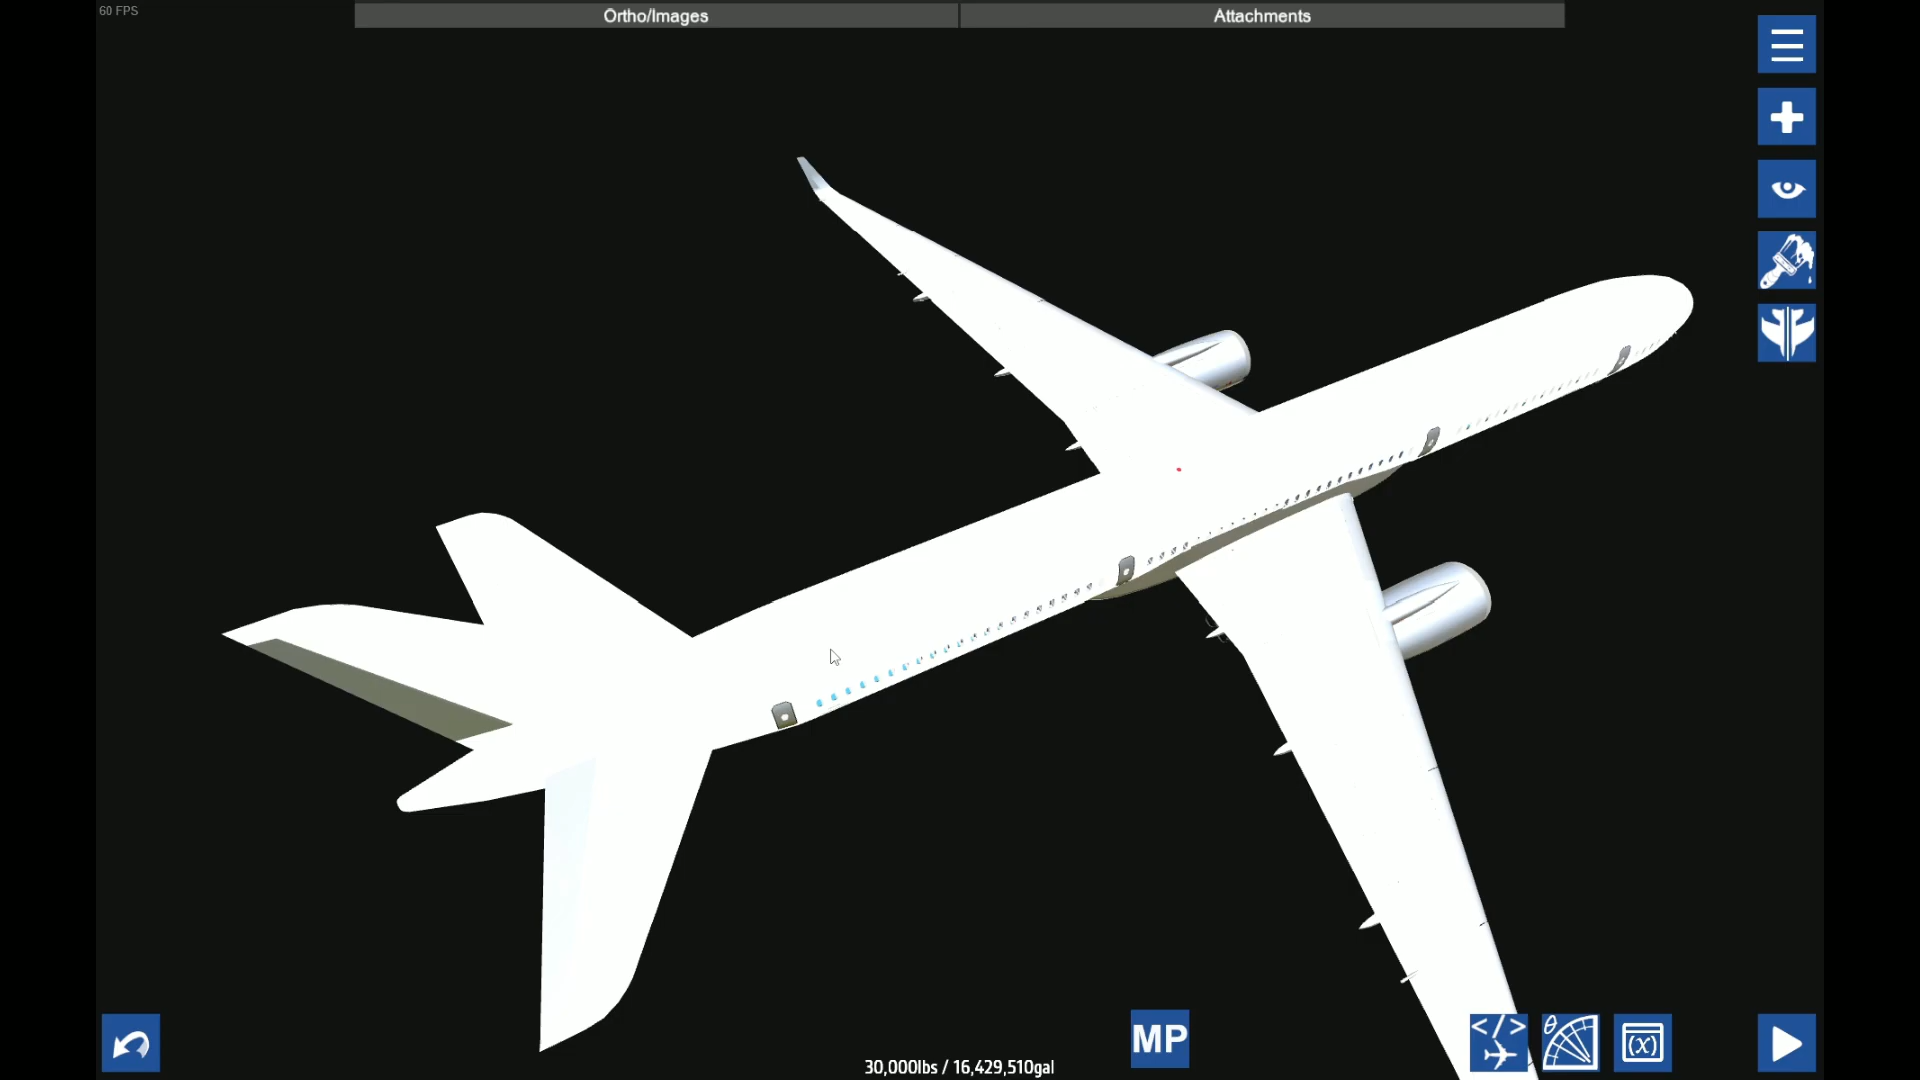 60 FPS
Ortho/Images
Attachments
MP
30,000lbs / 16,429,510gal
</>
θ
(x)